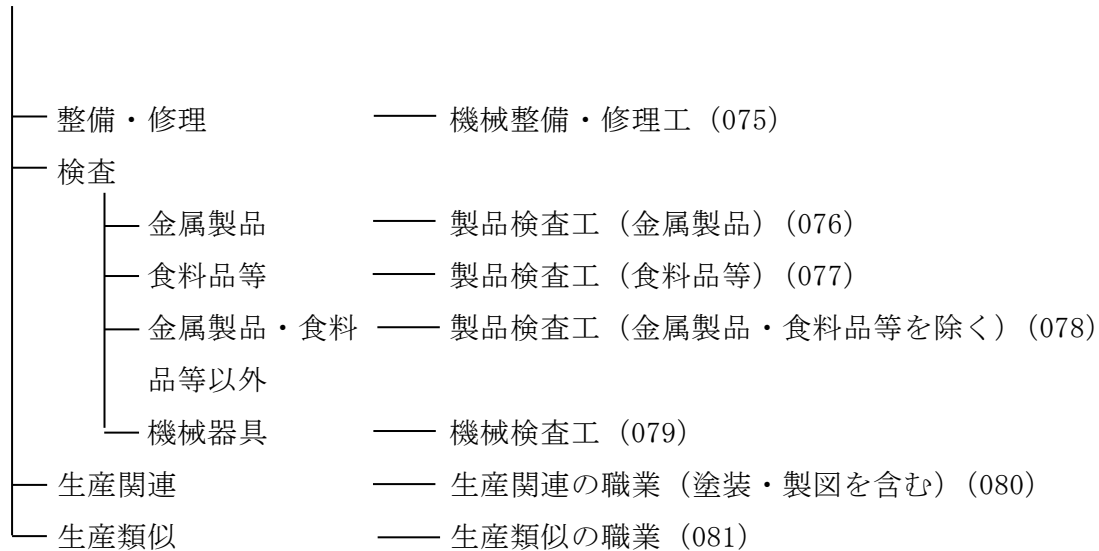 整備・修理 機械整備・修理工（075）
検査
金属製品 製品検査工（金属製品）（076）
食料品等 製品検査工（食料品等）（077）
金属製品・食料 製品検査工（金属製品・食料品等を除く）（078）
品等以外
機械器具 機械検査工（079）
生産関連 生産関連の職業（塗装・製図を含む）（080）
生産類似 生産類似の職業（081）